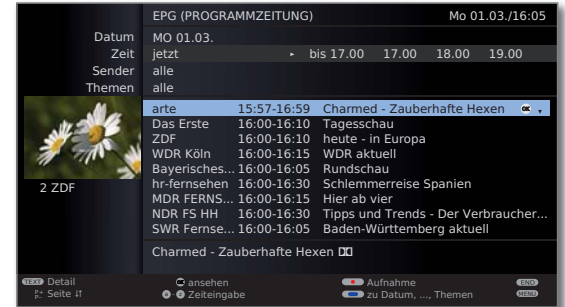 EPG (PROGRAMMZEITUNG) Mo 01.03./16:05
Datum MO 01.03.
Zeit jetzt bis 17.00 17.00 18.00 19.00
Sender alle
Themen alle
arte 15:57-16:59 Charmed - Zauberhafte Hexen OK
Das Erste 16:00-16:10 Tagesschau
ZDF 16:00-16:10 heute - in Europa
WDR Köln 16:00-16:15 WDR aktuell
Bayerisches... 16:00-16:05 Rundschau
hr-fernsehen 16:00-16:30 Schlemmerreise Spanien
MDR FERNS... 16:00-16:15 Hier ab vier
NDR FS HH 16:00-16:30 Tipps und Trends - Der Verbraucher...
SWR Fernse... 16:00-16:05 Baden-Württemberg aktuell
2 ZDF
Charmed - Zauberhafte Hexen
TEXT Detail OK ansehen Aufnahme END
P+ Seite 0-9 Zeiteingabe zu Datum, ..., Themen MENU